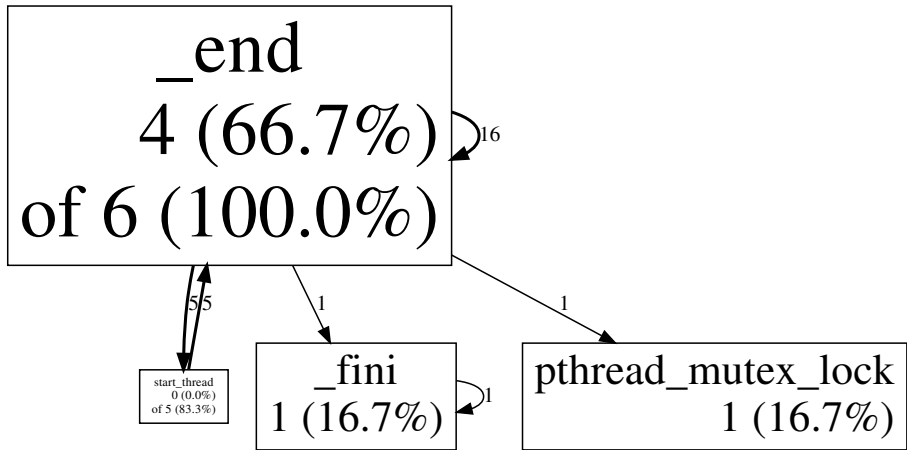 _end
4 (66.7%)
of 6 (100.0%)
16
5
5
1
1
start_thread
0 (0.0%)
of 5 (83.3%)
_fini
1 (16.7%)
1
pthread_mutex_lock
1 (16.7%)